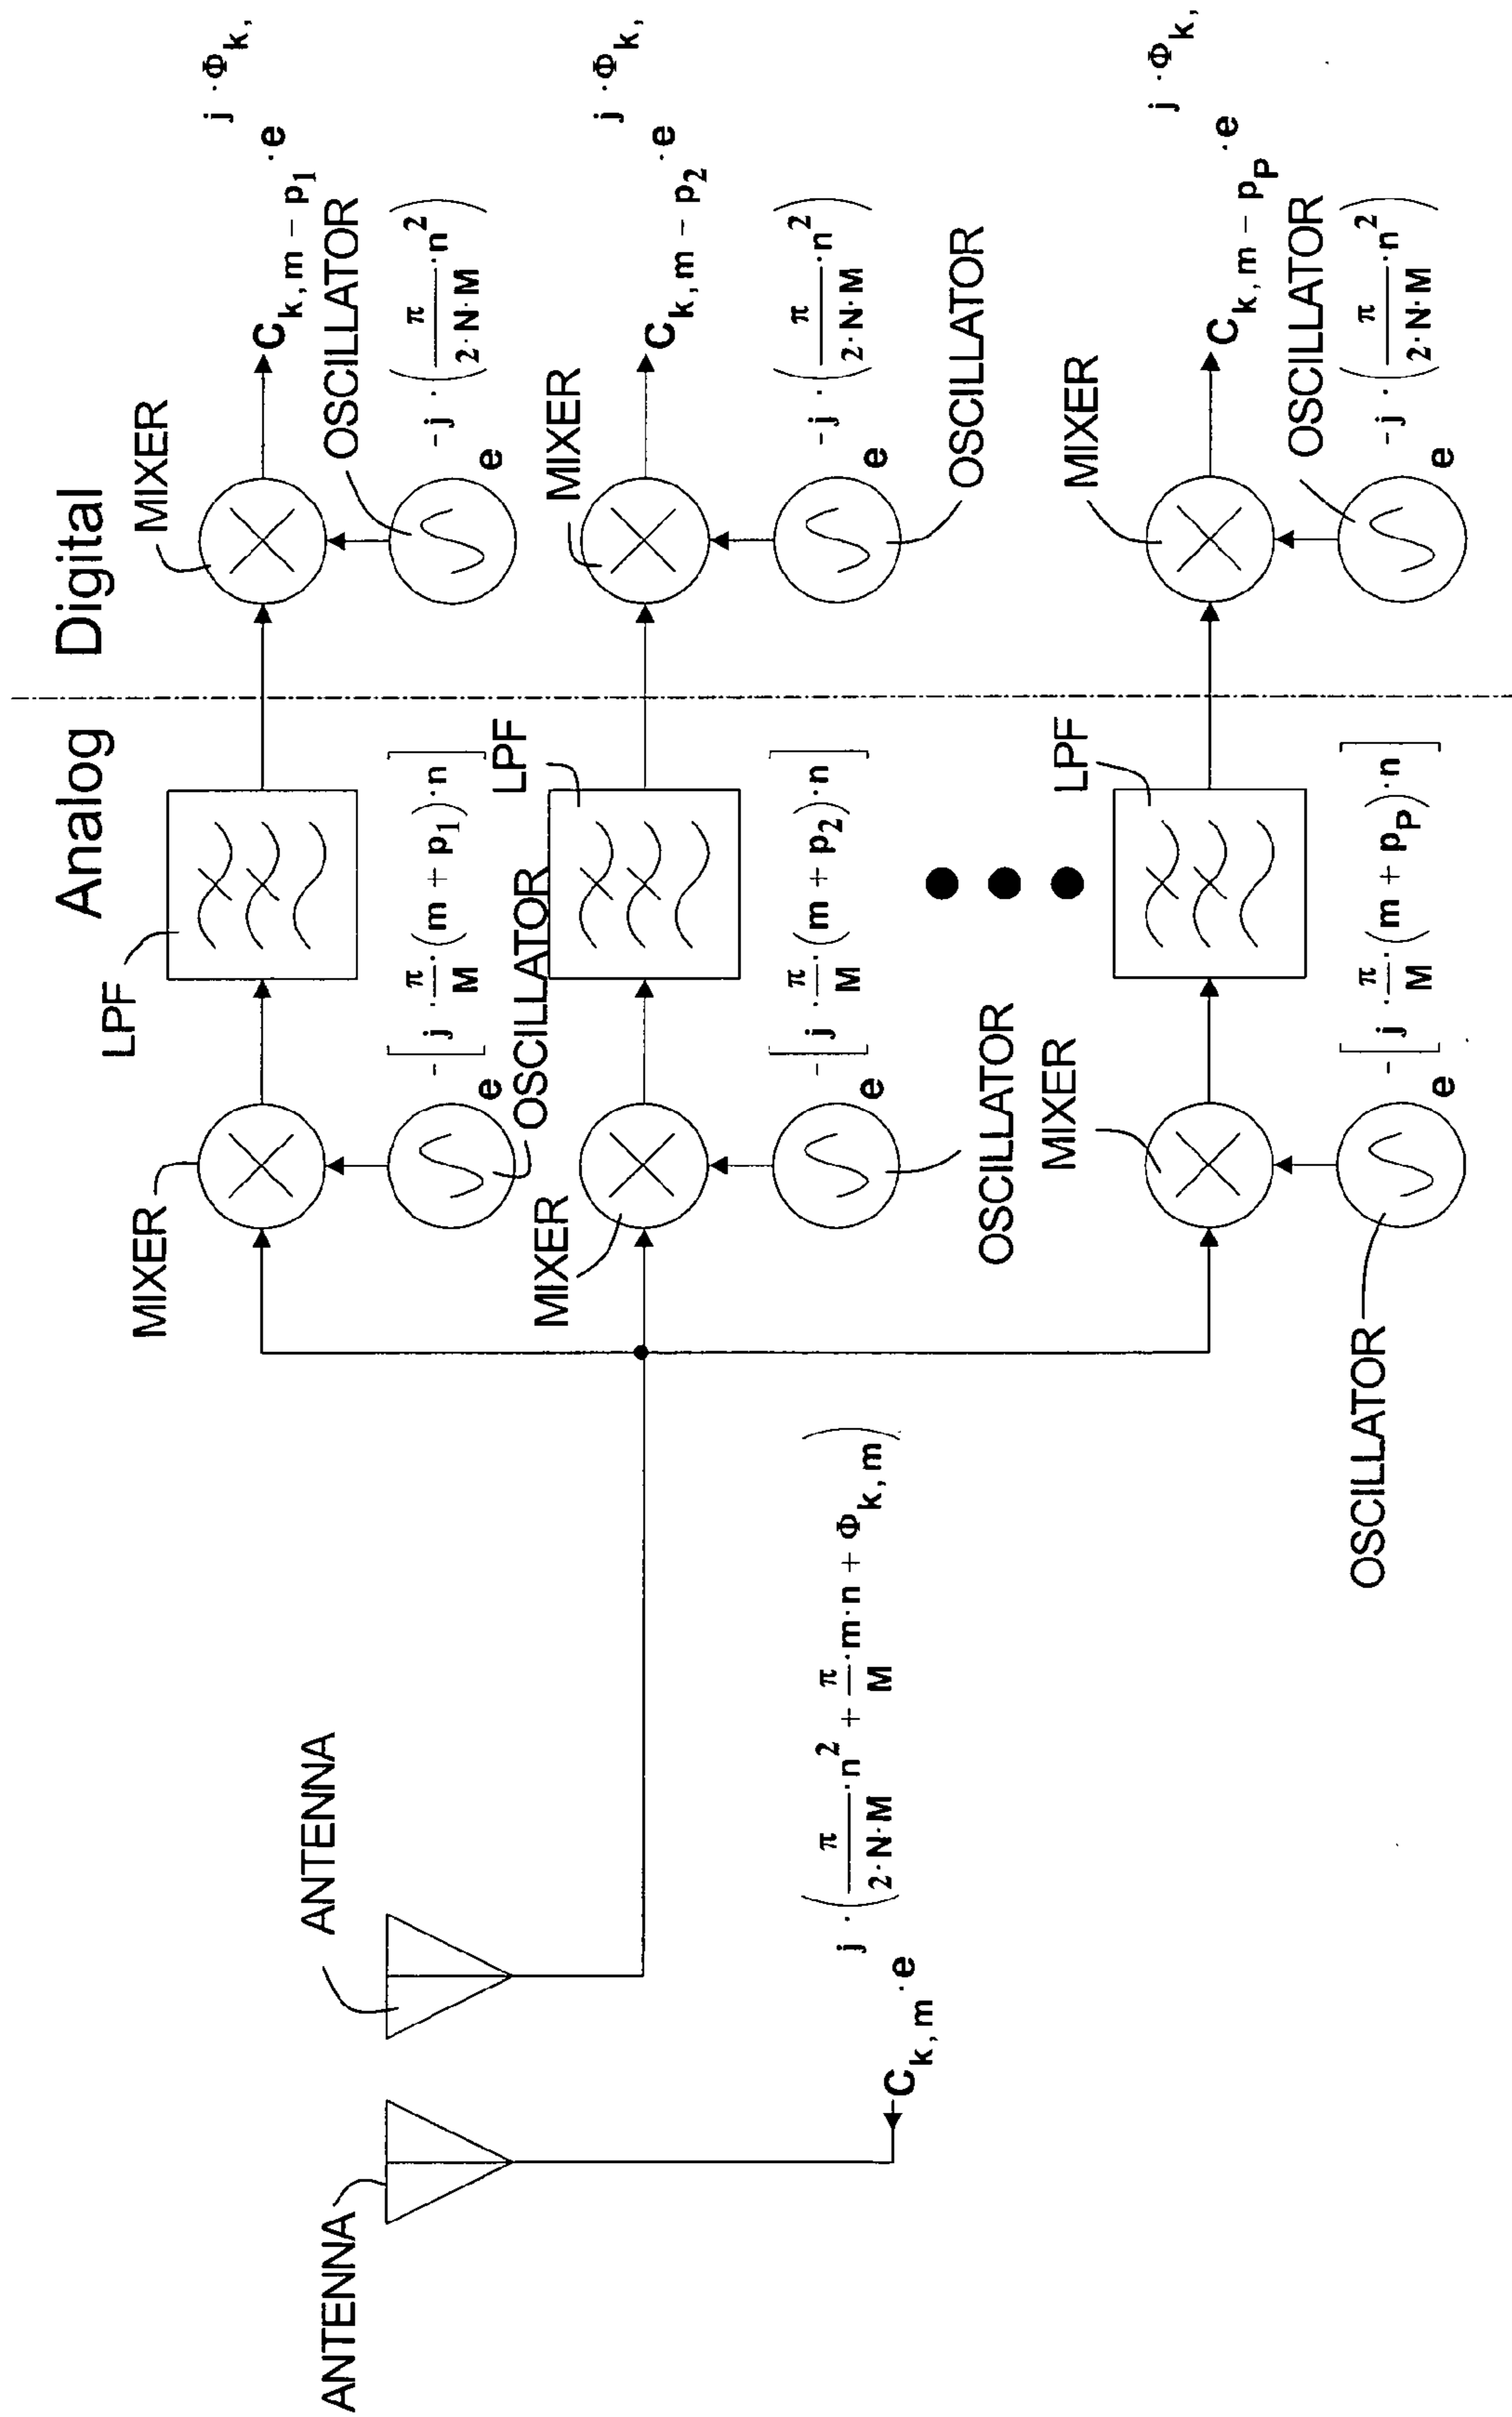 Analog
Digital
ANTENNA
ANTENNA
C_{k, m} · e^{j · (π/(2·N·M) · n^2 + π/M · m·n + Φ_{k, m})}
MIXER
LPF
MIXER
C_{k, m - p_1} · e^{j · Φ_{k,}}
OSCILLATOR
e^{-[j · π/M · (m + p_1) · n]}
OSCILLATOR
e^{-j · (π/(2·N·M) · n^2)}
MIXER
LPF
MIXER
C_{k, m - p_2} · e^{j · Φ_{k,}}
OSCILLATOR
e^{-[j · π/M · (m + p_2) · n]}
OSCILLATOR
e^{-j · (π/(2·N·M) · n^2)}
MIXER
LPF
MIXER
C_{k, m - p_P} · e^{j · Φ_{k,}}
OSCILLATOR
e^{-[j · π/M · (m + p_P) · n]}
OSCILLATOR
e^{-j · (π/(2·N·M) · n^2)}